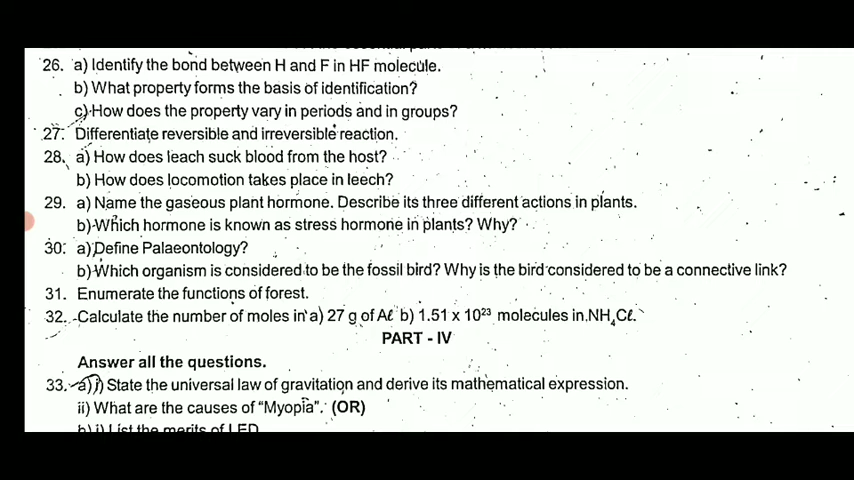 26. a) Identify the bond between H and F in HF molecule.
b) What property forms the basis of identification?
c) How does the property vary in periods and in groups?
27. Differentiate reversible and irreversible reaction.
28. a) How does leach suck blood from the host?
b) How does locomotion takes place in leech?
29. a) Name the gaseous plant hormone. Describe its three different actions in plants.
b) Which hormone is known as stress hormone in plants? Why?
30. a) Define Palaeontology?
b) Which organism is considered to be the fossil bird? Why is the bird considered to be a connective link?
31. Enumerate the functions of forest.
32. Calculate the number of moles in a) 27 g of Aℓ b) 1.51 x 10²³ molecules in NH₄Cℓ.
PART - IV
Answer all the questions.
33. a) i) State the universal law of gravitation and derive its mathematical expression.
ii) What are the causes of "Myopia". (OR)
b) i) List the merits of LED